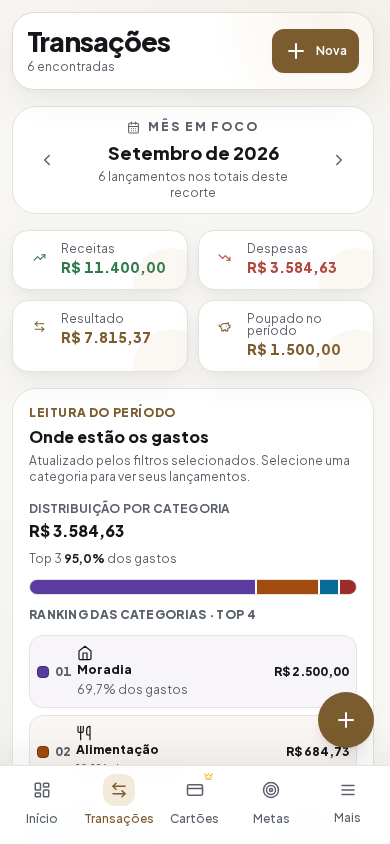 Transações
6 encontradas
Nova
MÊS EM FOCO
Setembro de 2026
6 lançamentos nos totais deste
recorte
Receitas
R$ 11.400,00
Despesas
R$ 3.584,63
Resultado
R$ 7.815,37
Poupado no
período
R$ 1.500,00
LEITURA DO PERÍODO
Onde estão os gastos
Atualizado pelos filtros selecionados. Selecione uma
categoria para ver seus lançamentos.
DISTRIBUIÇÃO POR CATEGORIA
R$ 3.584,63
Top 3 95,0% dos gastos
RANKING DAS CATEGORIAS · TOP 4
01 Moradia R$ 2.500,00
69,7% dos gastos
02 Alimentação R$ 684,73
Início
Transações
Cartões
Metas
Mais